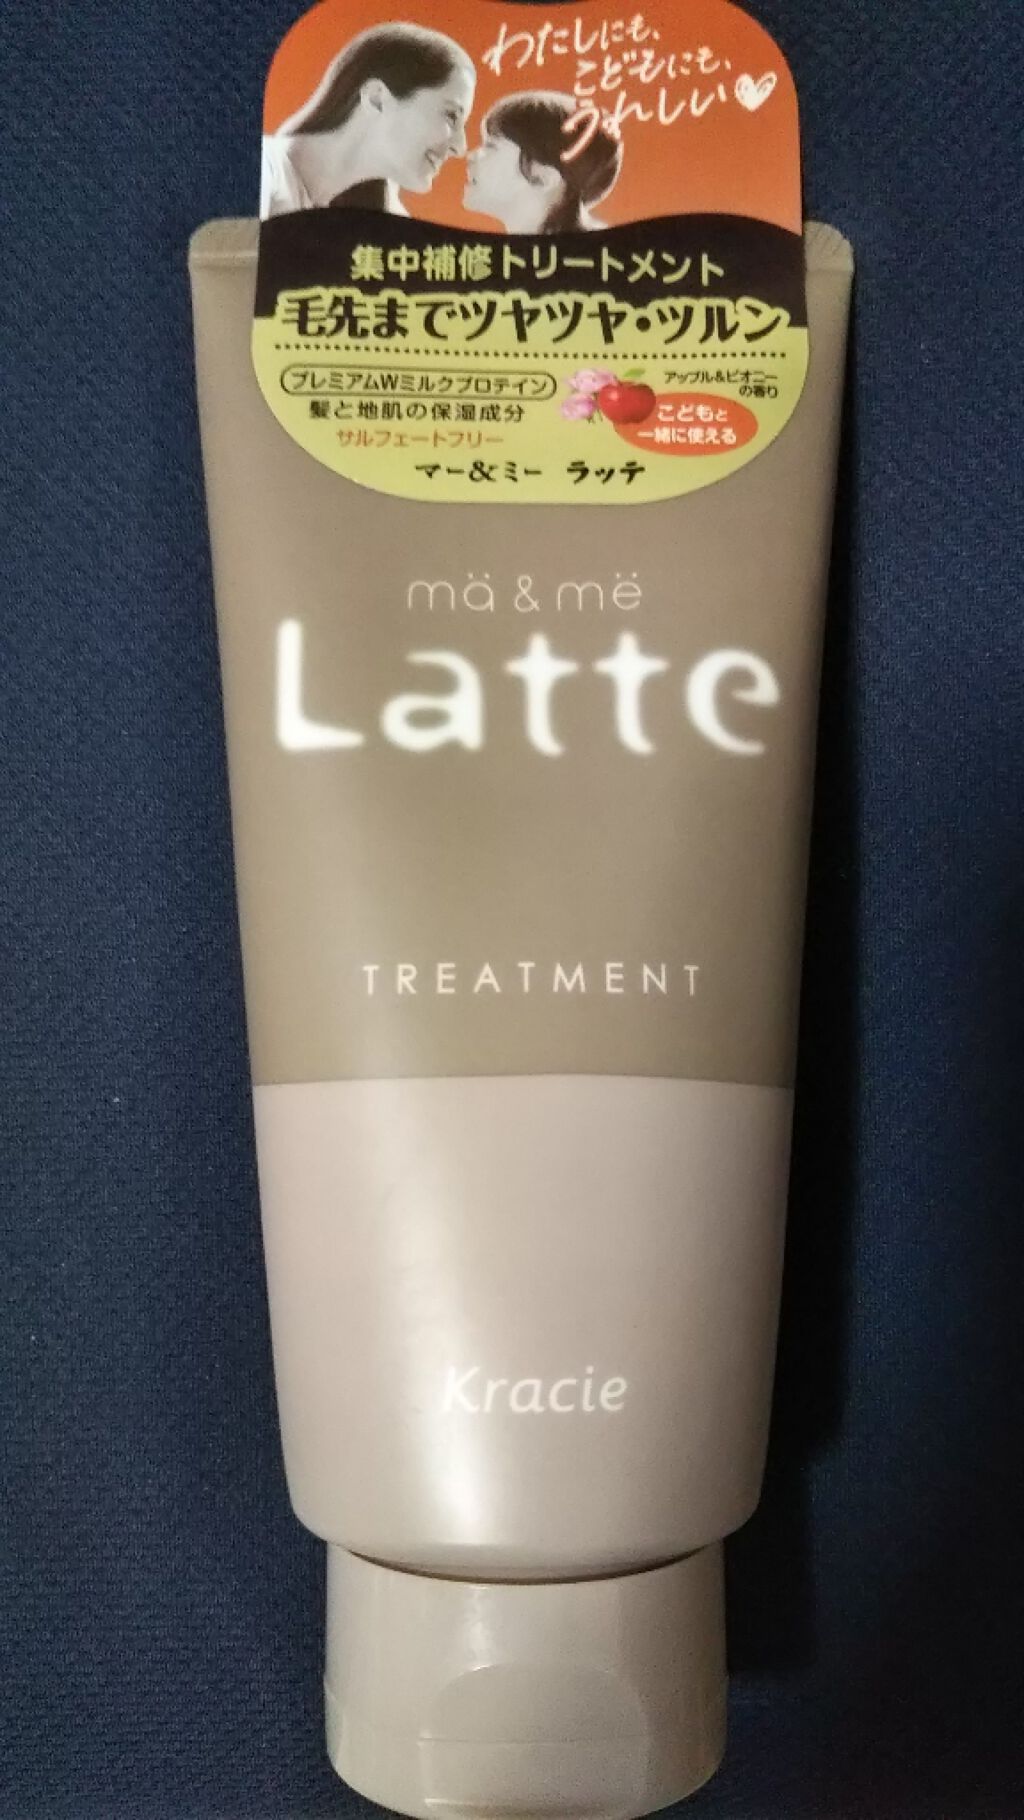 わたしにも、
こどもにも、
うれしい♡
集中補修トリートメント
毛先までツヤツヤ・ツルン
プレミアムWミルクプロテイン
髪と地肌の保湿成分
サルフェートフリー
アップル&ピオニー
の香り
こどもと
一緒に使える
マー&ミー ラッテ
mä & më
Latte
TREATMENT
Kracie